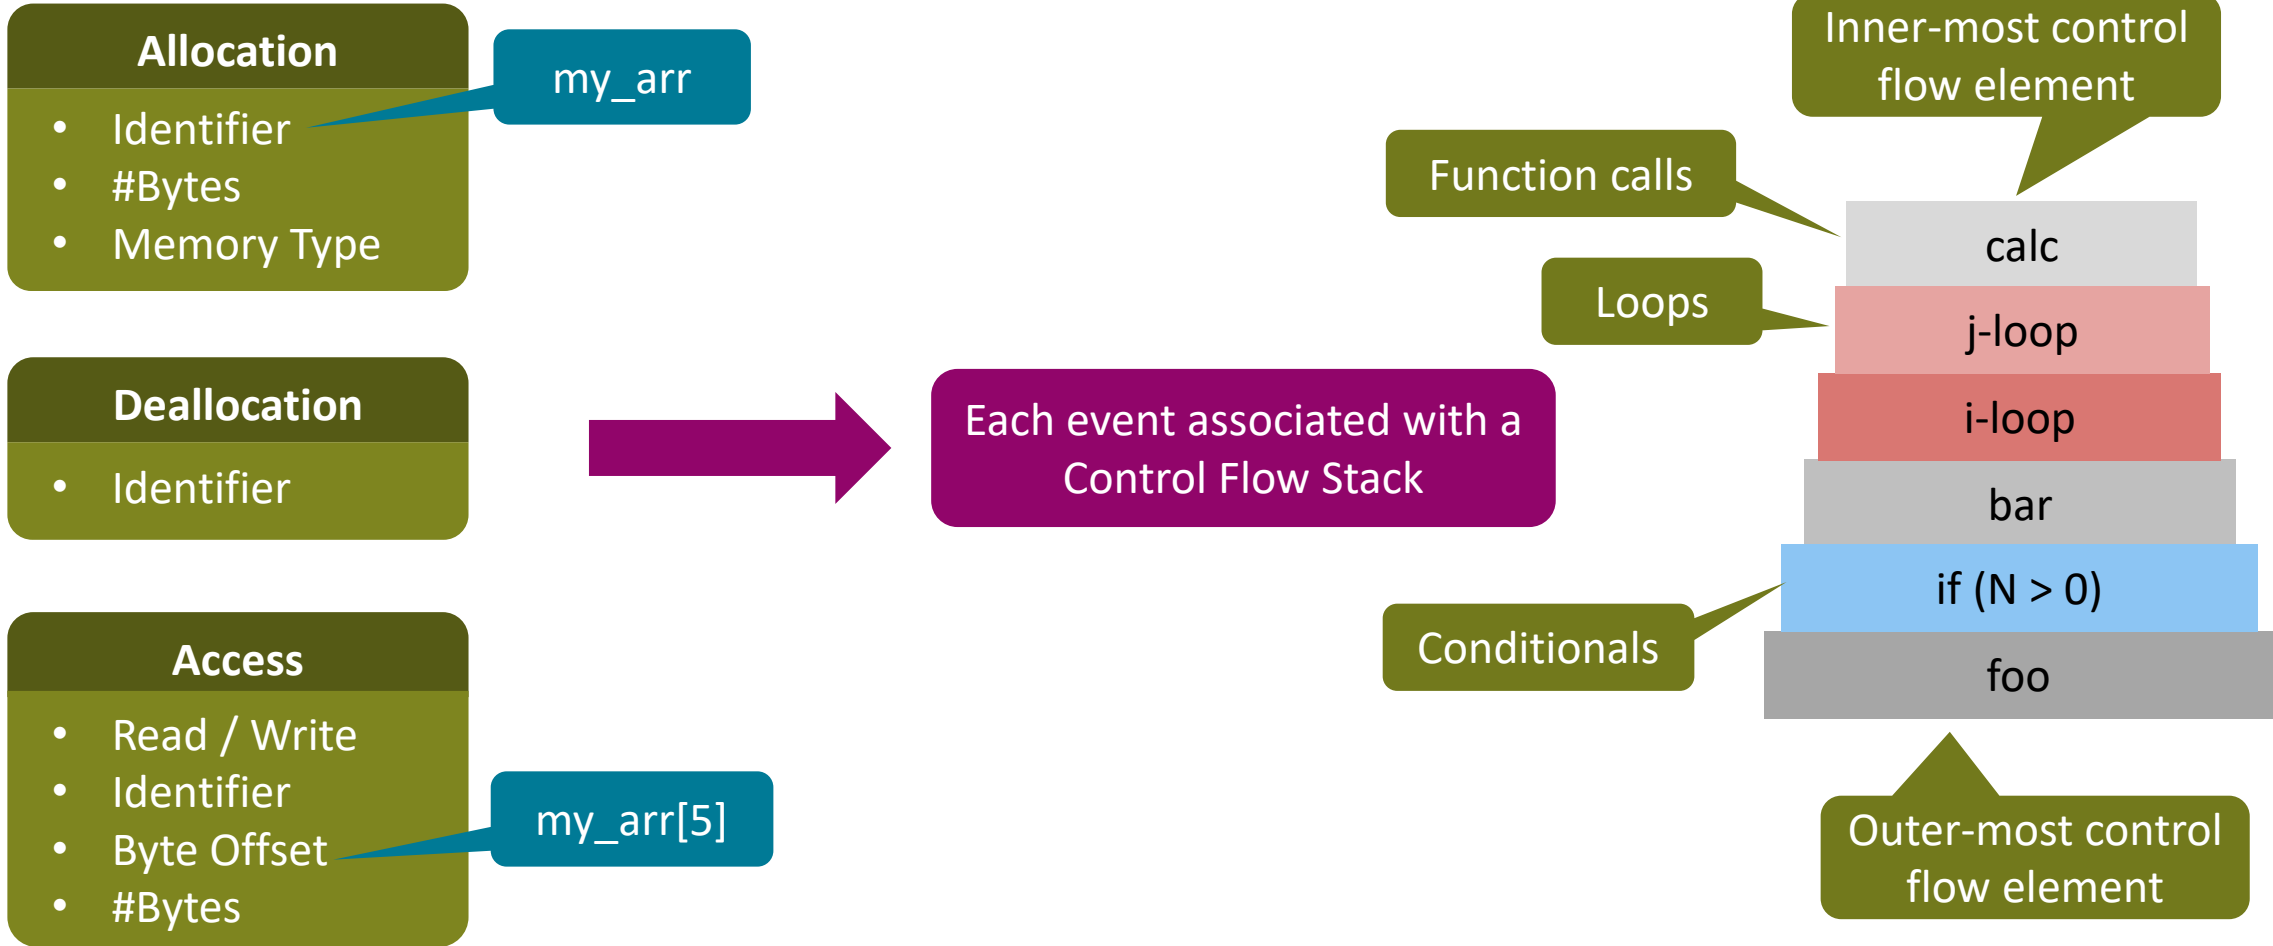 Allocation
• Identifier
• #Bytes
• Memory Type
my_arr
Deallocation
• Identifier
Access
• Read / Write
• Identifier
• Byte Offset
• #Bytes
my_arr[5]
Each event associated with a
Control Flow Stack
Inner-most control
flow element
Function calls
calc
Loops
j-loop
i-loop
bar
if (N > 0)
Conditionals
foo
Outer-most control
flow element